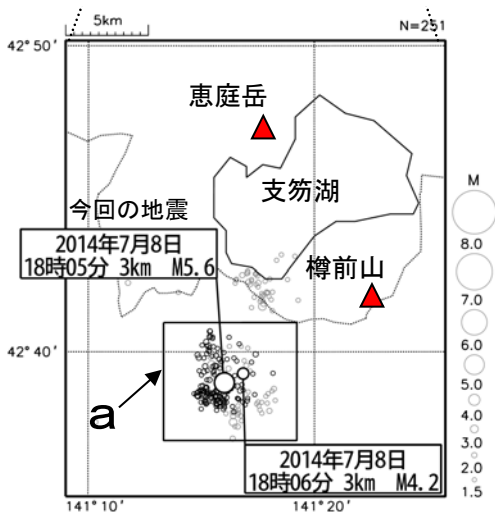 5km
N=251
42°50′
恵庭岳
支笏湖
今回の地震
2014年7月8日
18時05分 3km M5.6
樽前山
42°40′
a
2014年7月8日
18時06分 3km M4.2
141°10′
141°20′
M
8.0
7.0
6.0
5.0
4.0
3.0
2.0
1.5